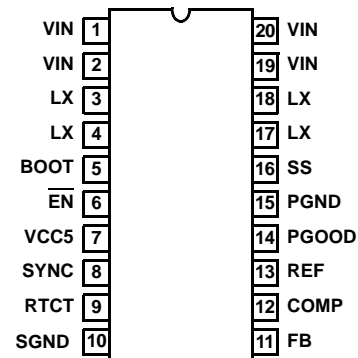 VIN 1 20 VIN
VIN 2 19 VIN
LX 3 18 LX
LX 4 17 LX
BOOT 5 16 SS
EN 6 15 PGND
VCC5 7 14 PGOOD
SYNC 8 13 REF
RTCT 9 12 COMP
SGND 10 11 FB